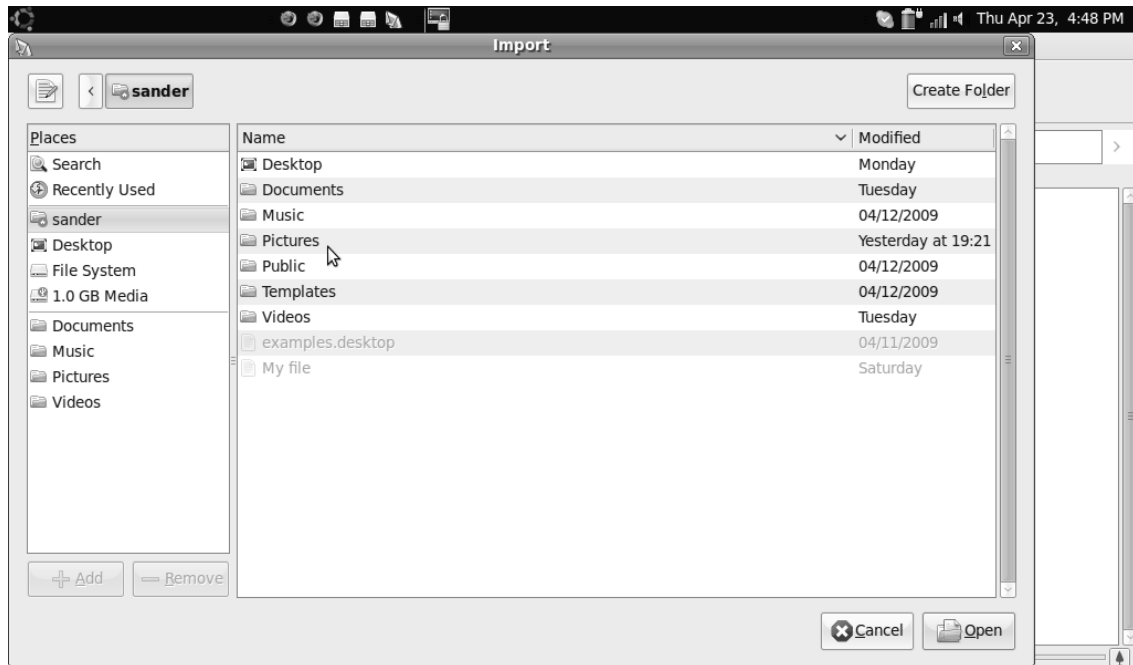 Thu Apr 23, 4:48 PM
Import
sander
Create Folder
Places
Search
Recently Used
sander
Desktop
File System
1.0 GB Media
Documents
Music
Pictures
Videos
Add
Remove
Name Modified
Desktop Monday
Documents Tuesday
Music 04/12/2009
Pictures Yesterday at 19:21
Public 04/12/2009
Templates 04/12/2009
Videos Tuesday
examples.desktop 04/11/2009
My file Saturday
Cancel
Open